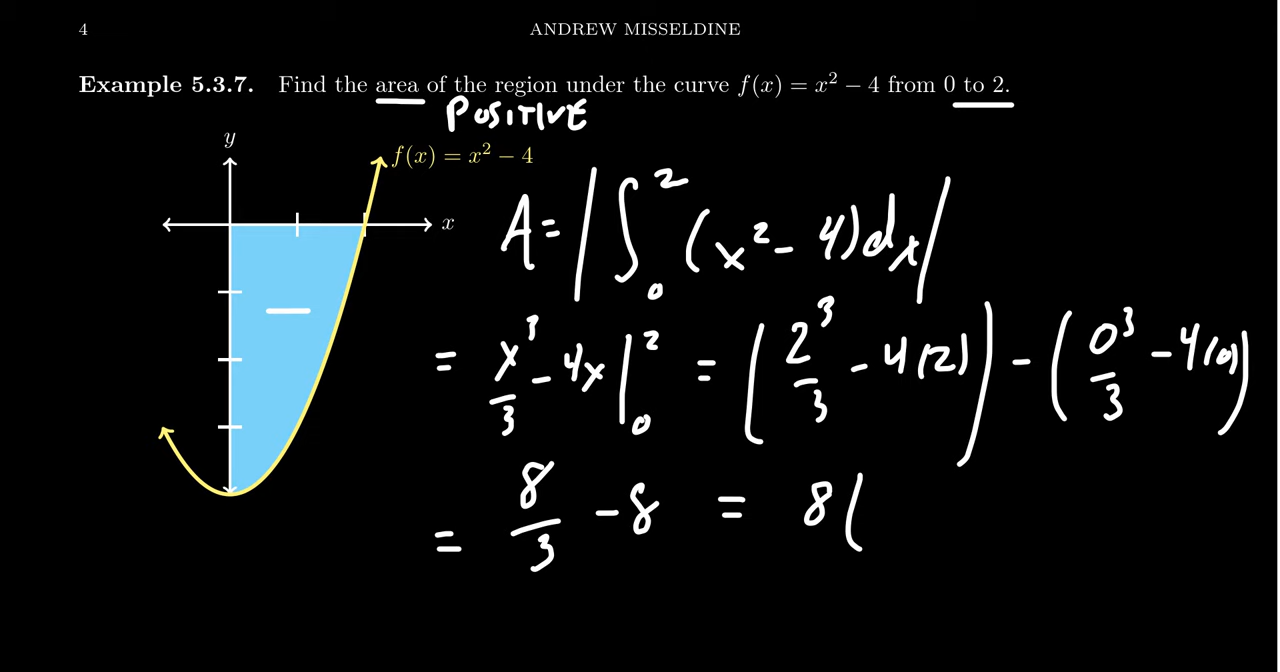 4 ANDREW MISSELDINE
Example 5.3.7. Find the area of the region under the curve f(x) = x² − 4 from 0 to 2.
POSITIVE
y
f(x) = x² − 4
x
A = | ∫₀² (x² − 4) dx |
= x³/3 − 4x |₀² = (2³/3 − 4(2)) − (0³/3 − 4(0))
= 8/3 − 8 = 8(